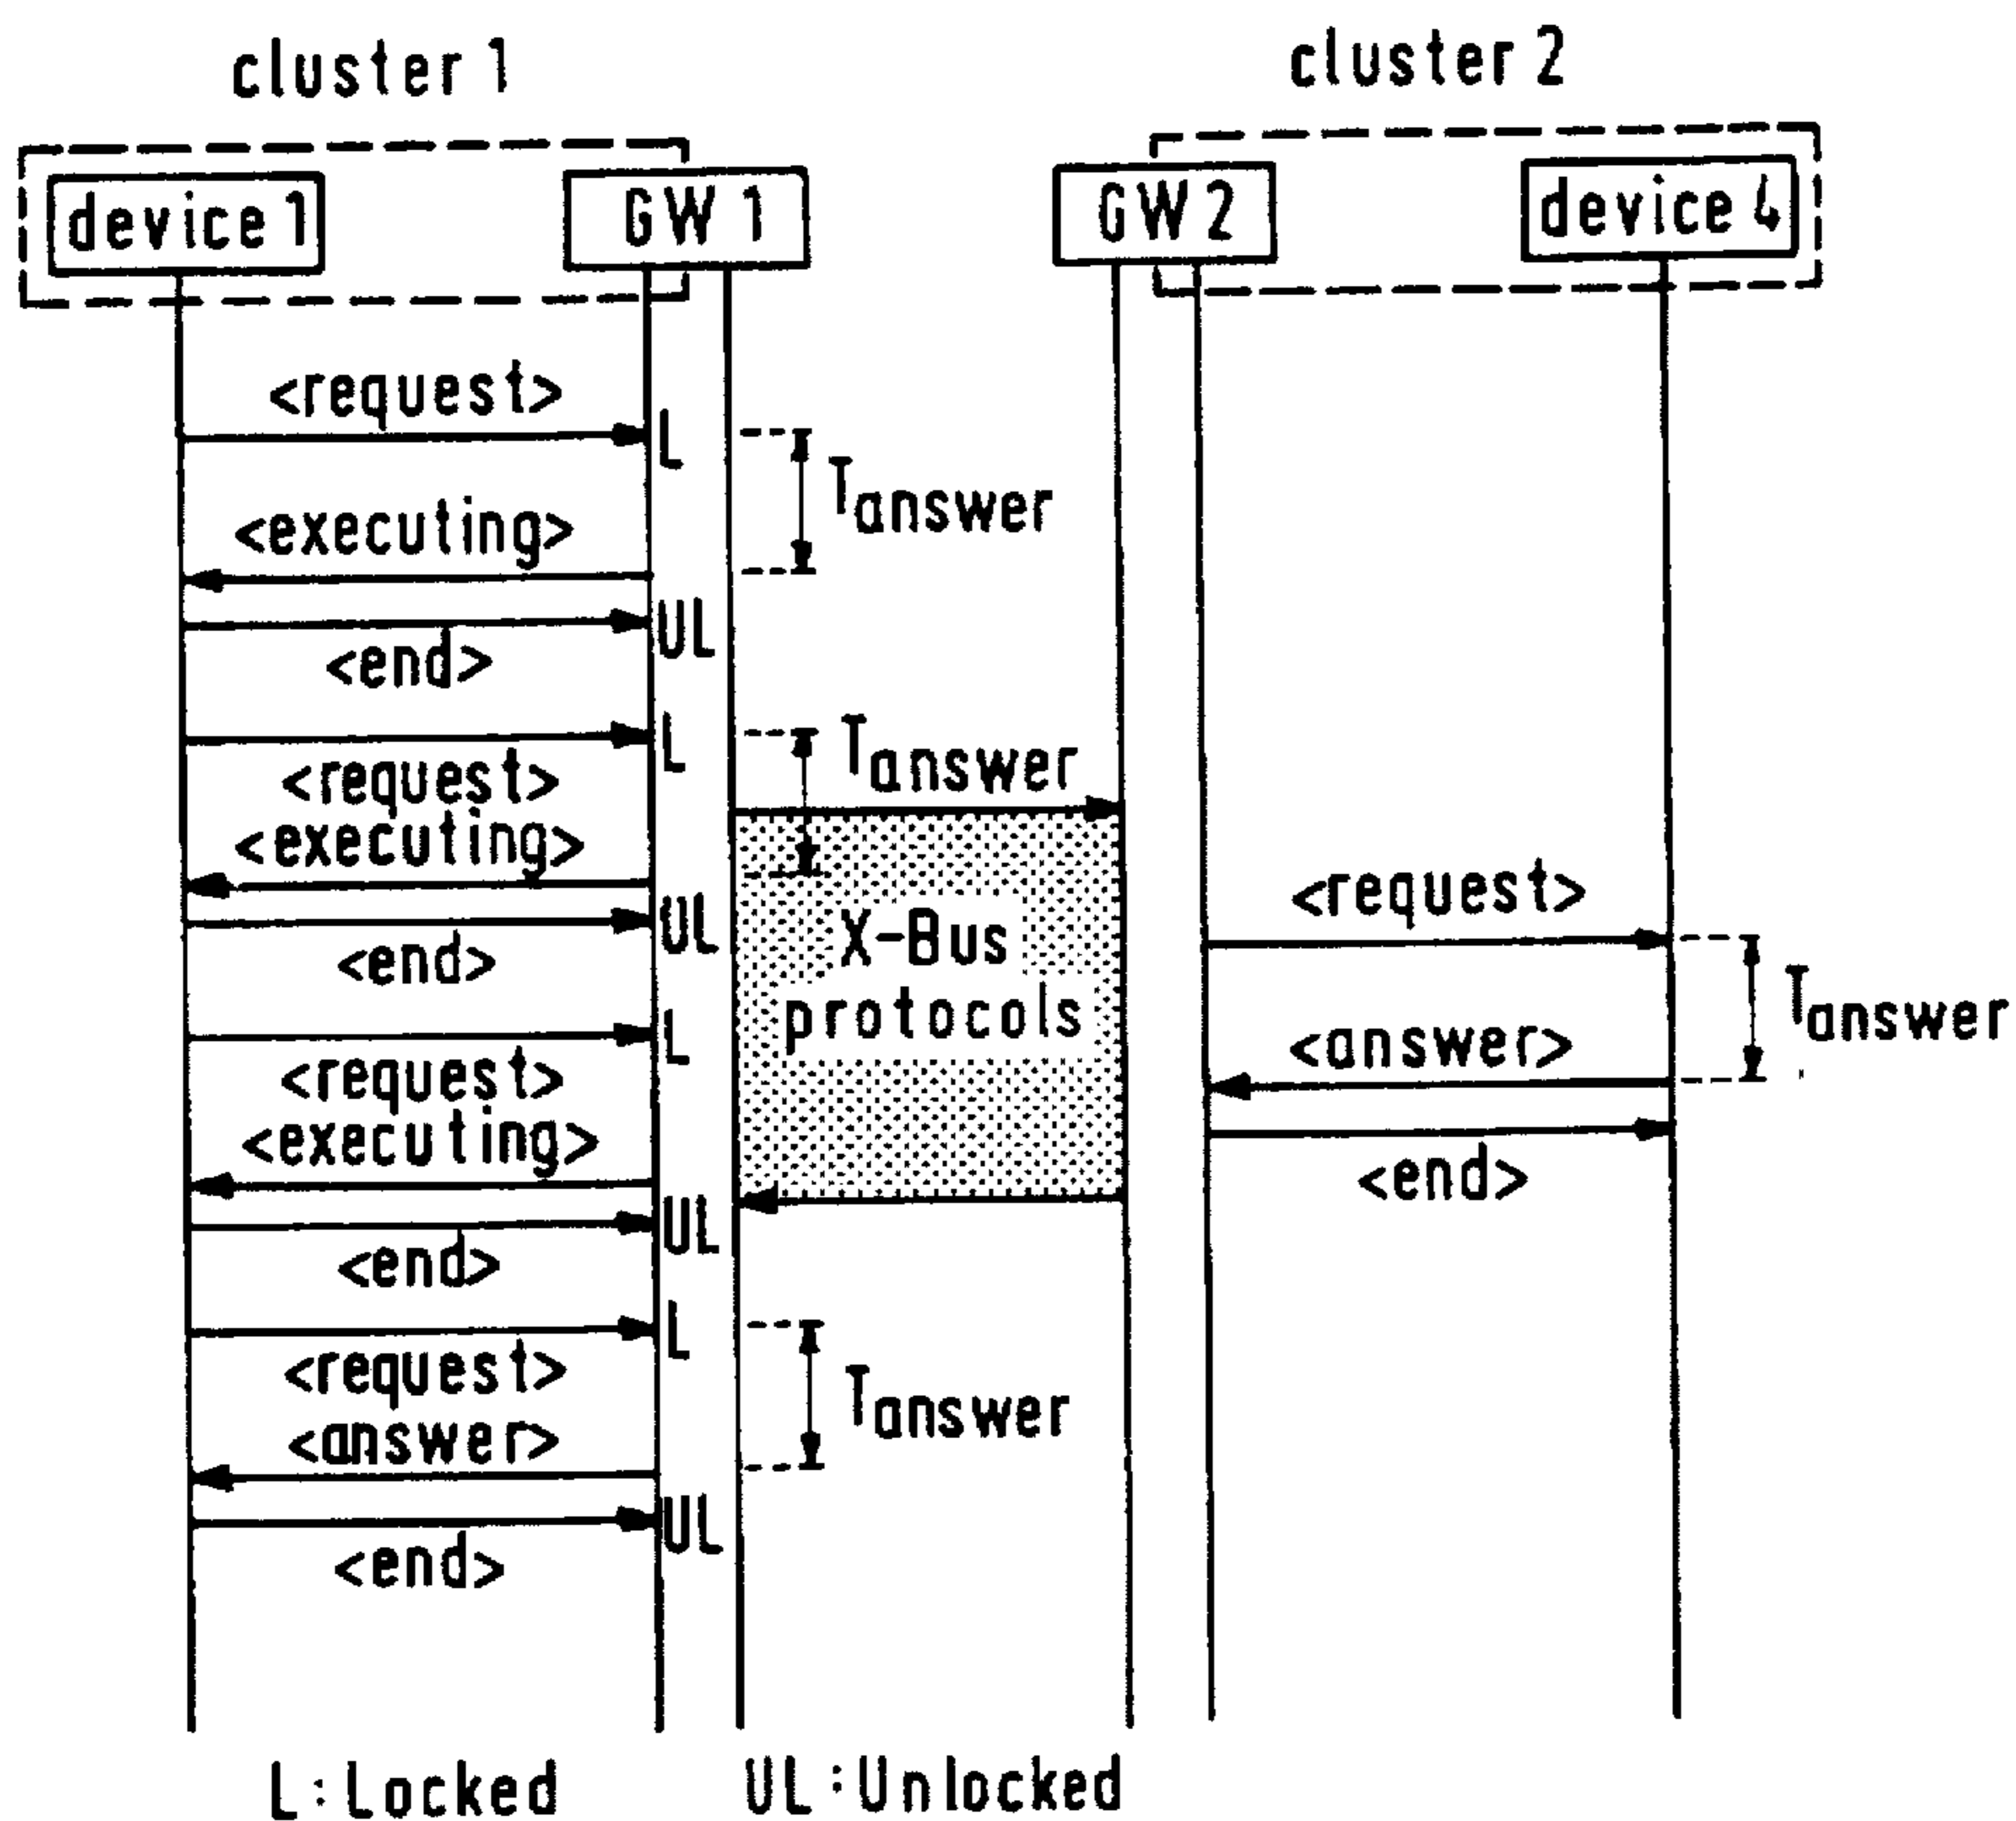 cluster 1
cluster 2
device 1
GW 1
GW 2
device 4
<request>
L
Tanswer
<executing>
UL
<end>
L
Tanswer
<request>
<executing>
<request>
UL
X-Bus
<end>
protocols
Tanswer
L
<answer>
<request>
<executing>
<end>
UL
<end>
L
<request>
Tanswer
<answer>
UL
<end>
L : Locked
UL : Unlocked